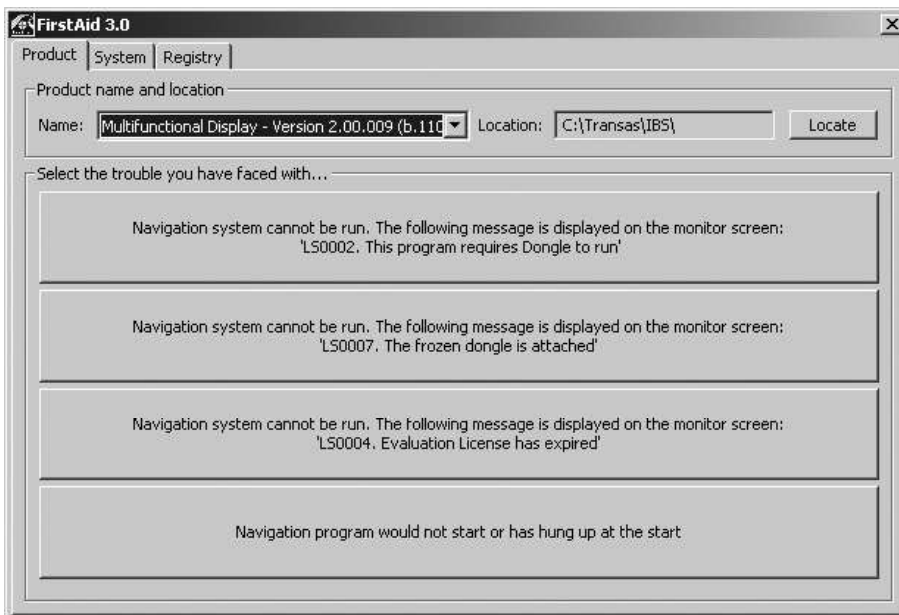 FirstAid 3.0
Product System Registry
Product name and location
Name: Multifunctional Display - Version 2.00.009 (b.110 Location: C:\Transas\IBS\ Locate
Select the trouble you have faced with...
Navigation system cannot be run. The following message is displayed on the monitor screen:
'LS0002. This program requires Dongle to run'
Navigation system cannot be run. The following message is displayed on the monitor screen:
'LS0007. The frozen dongle is attached'
Navigation system cannot be run. The following message is displayed on the monitor screen:
'LS0004. Evaluation License has expired'
Navigation program would not start or has hung up at the start